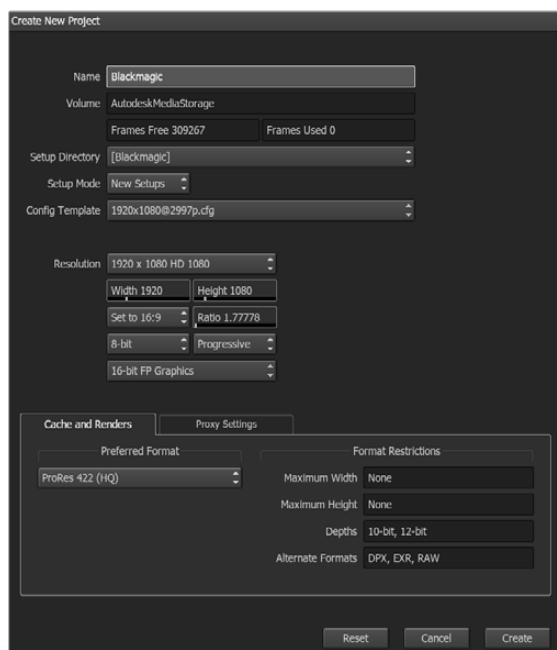 Create New Project
Name Blackmagic
Volume AutodeskMediaStorage
Frames Free 309267 Frames Used 0
Setup Directory [Blackmagic]
Setup Mode New Setups
Config Template 1920x1080@2997p.cfg
Resolution 1920 x 1080 HD 1080
Width 1920 Height 1080
Set to 16:9 Ratio 1.77778
8-bit Progressive
16-bit FP Graphics
Cache and Renders Proxy Settings
Preferred Format Format Restrictions
ProRes 422 (HQ) Maximum Width None
Maximum Height None
Depths 10-bit, 12-bit
Alternate Formats DPX, EXR, RAW
Reset Cancel Create